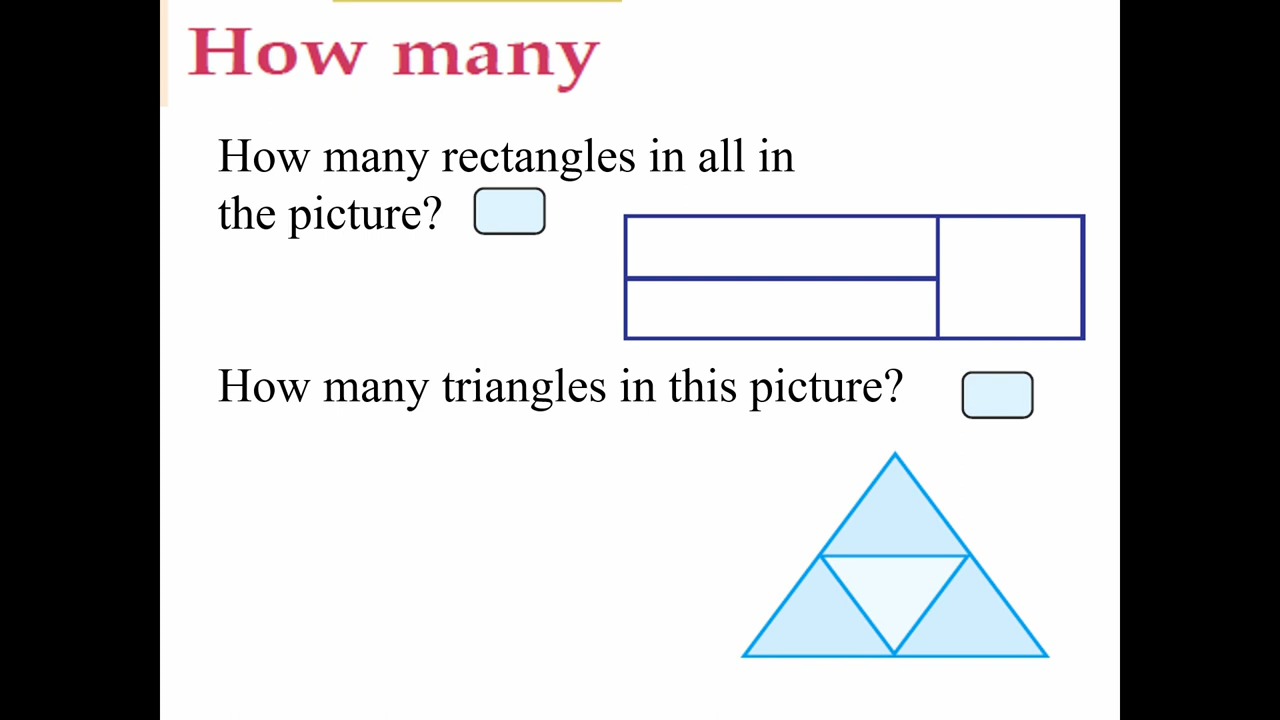 How many
How many rectangles in all in
the picture?
How many triangles in this picture?